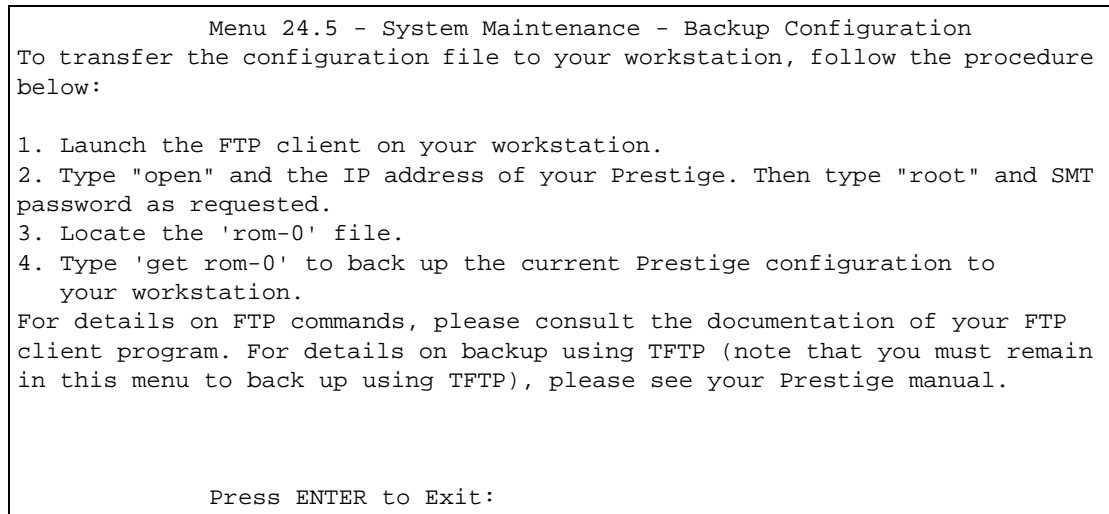 Menu 24.5 - System Maintenance - Backup Configuration
To transfer the configuration file to your workstation, follow the procedure
below:
1. Launch the FTP client on your workstation.
2. Type "open" and the IP address of your Prestige. Then type "root" and SMT
password as requested.
3. Locate the 'rom-0' file.
4. Type 'get rom-0' to back up the current Prestige configuration to
your workstation.
For details on FTP commands, please consult the documentation of your FTP
client program. For details on backup using TFTP (note that you must remain
in this menu to back up using TFTP), please see your Prestige manual.
Press ENTER to Exit: